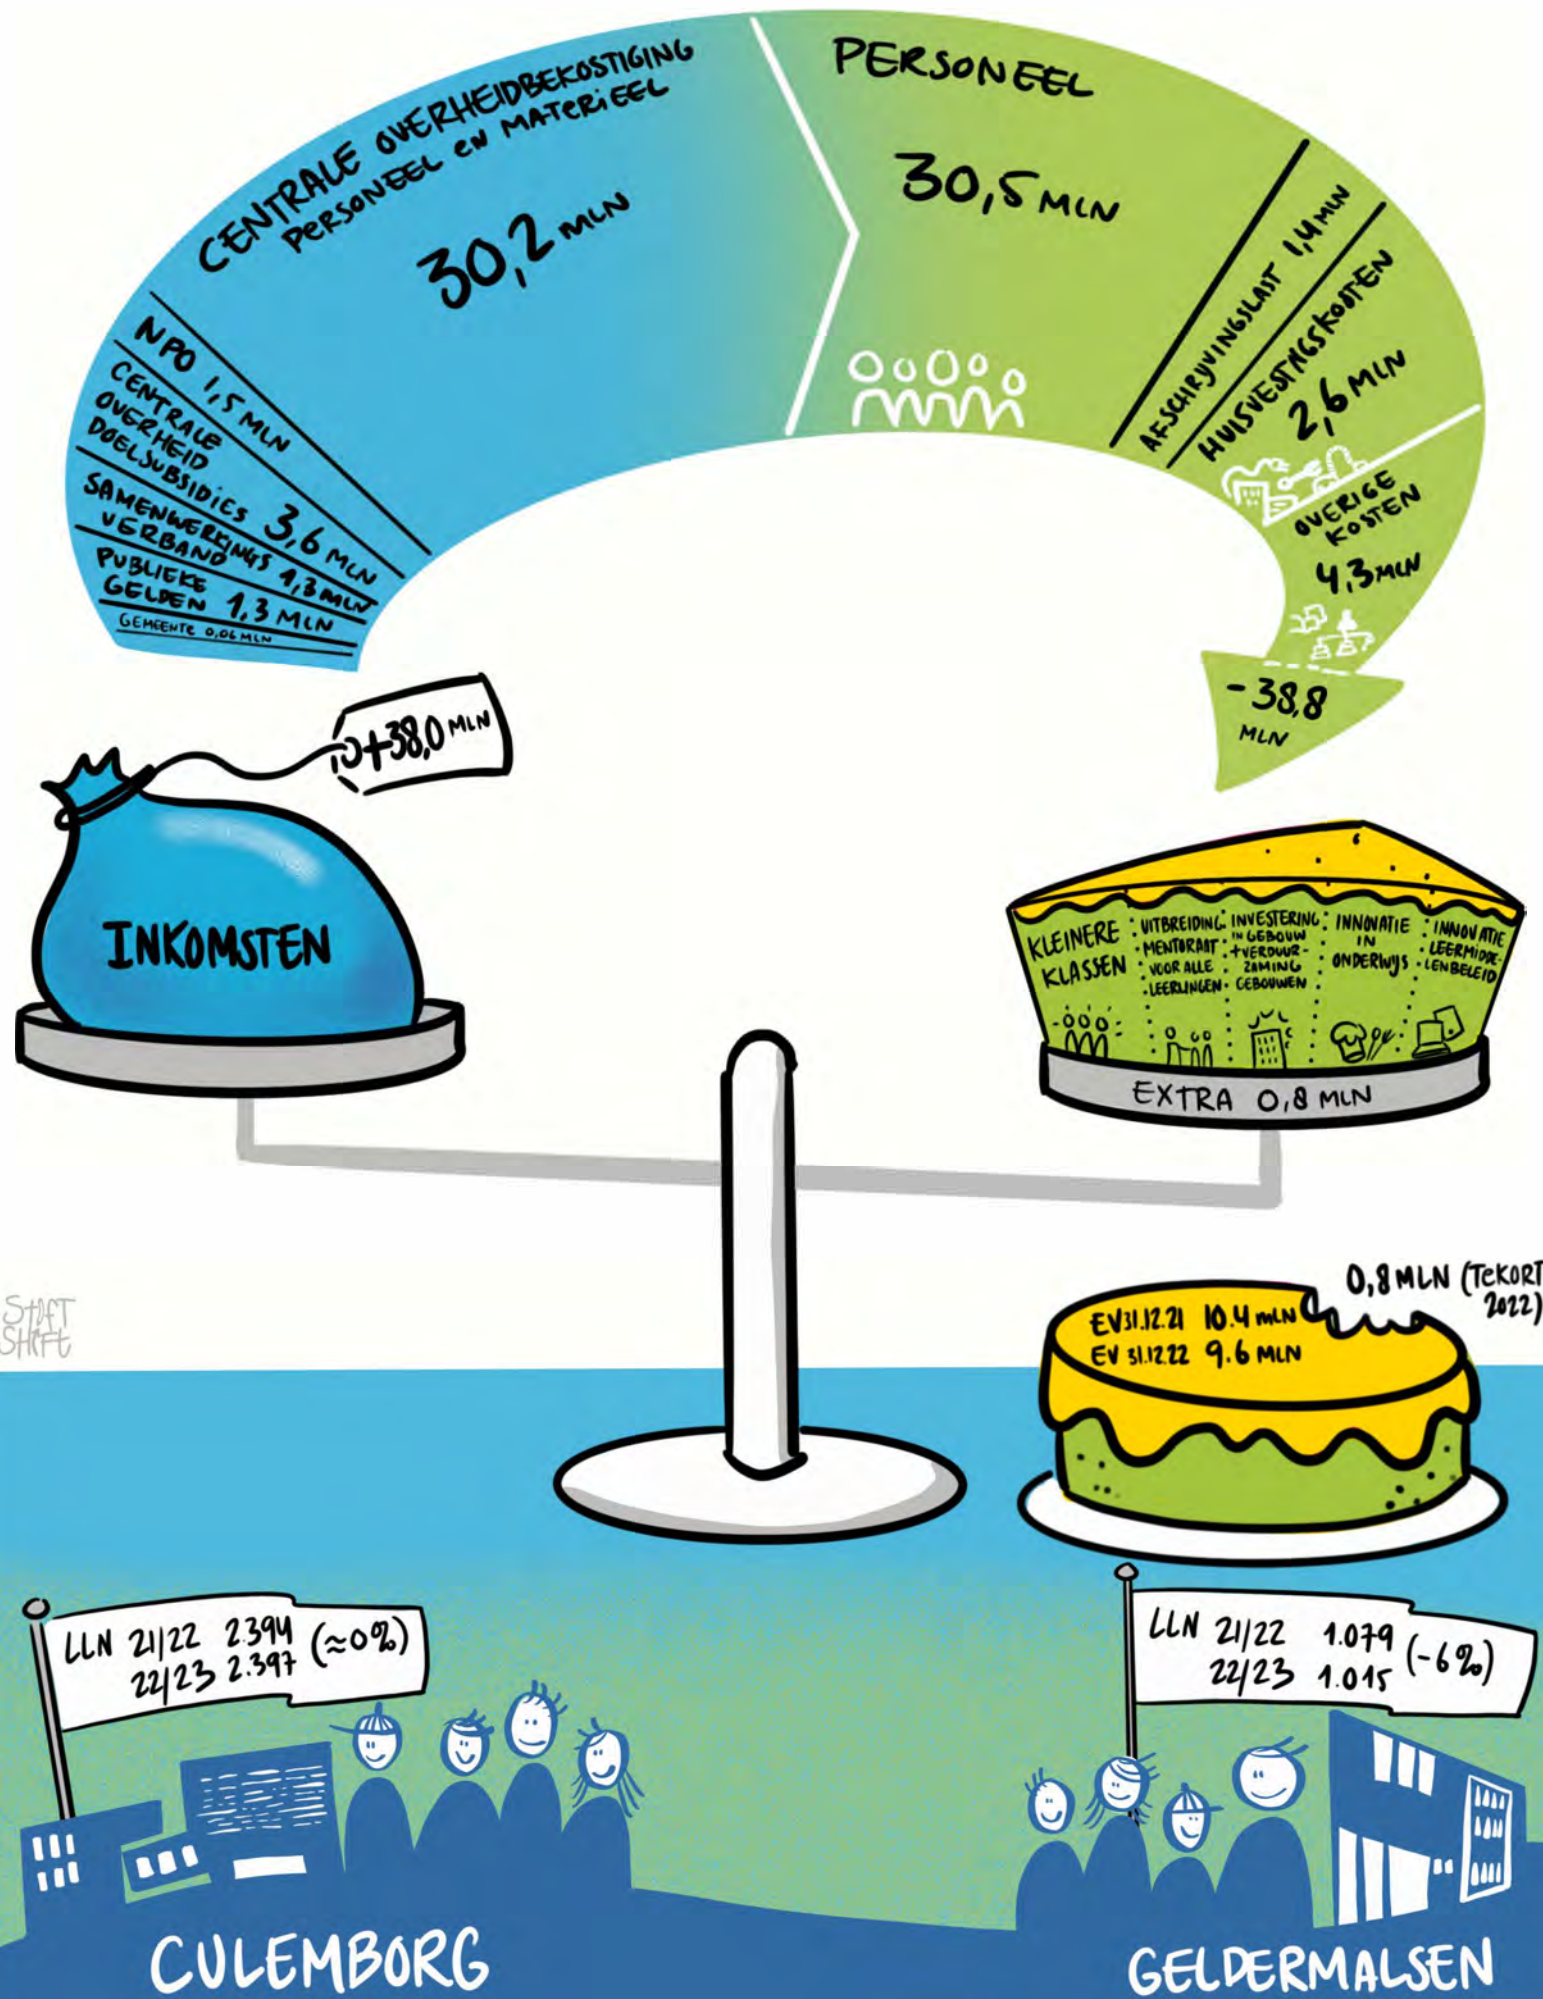 CENTRALE OVERHEIDBEKOSTIGING
PERSONEEL EN MATERIEEL
30,2 MLN
NPO 1,5 MLN
CENTRALE
OVERHEID
DOELSUBSIDIES 3,6 MLN
SAMENWERKINGS
VERBAND 1,3 MLN
PUBLIEKE
GELDEN 1,3 MLN
GEMEENTE 0,06 MLN
PERSONEEL
30,5 MLN
AFSCHRIJVINGSLAST 1,4 MLN
HUISVESTNGSKOSTEN
2,6 MLN
OVERIGE
KOSTEN
4,3 MLN
-38,8
MLN
+38,0 MLN
INKOMSTEN
KLEINERE
KLASSEN
UITBREIDING
MENTORAAT
VOOR ALLE
LEERLINGEN
INVESTERING
IN GEBOUW
+VERDUUR-
ZAMING
GEBOUWEN
INNOVATIE
IN
ONDERWIJS
INNOVATIE
LEERMIDDE-
LENBELEID
EXTRA 0,8 MLN
0,8 MLN (TEKORT
2022)
EV 31.12.21 10.4 MLN
EV 31.12.22 9.6 MLN
STIFT
SHIFT
LLN 21/22 2.394 (≈0%)
22/23 2.397
LLN 21/22 1.079 (-6%)
22/23 1.015
CULEMBORG
GELDERMALSEN